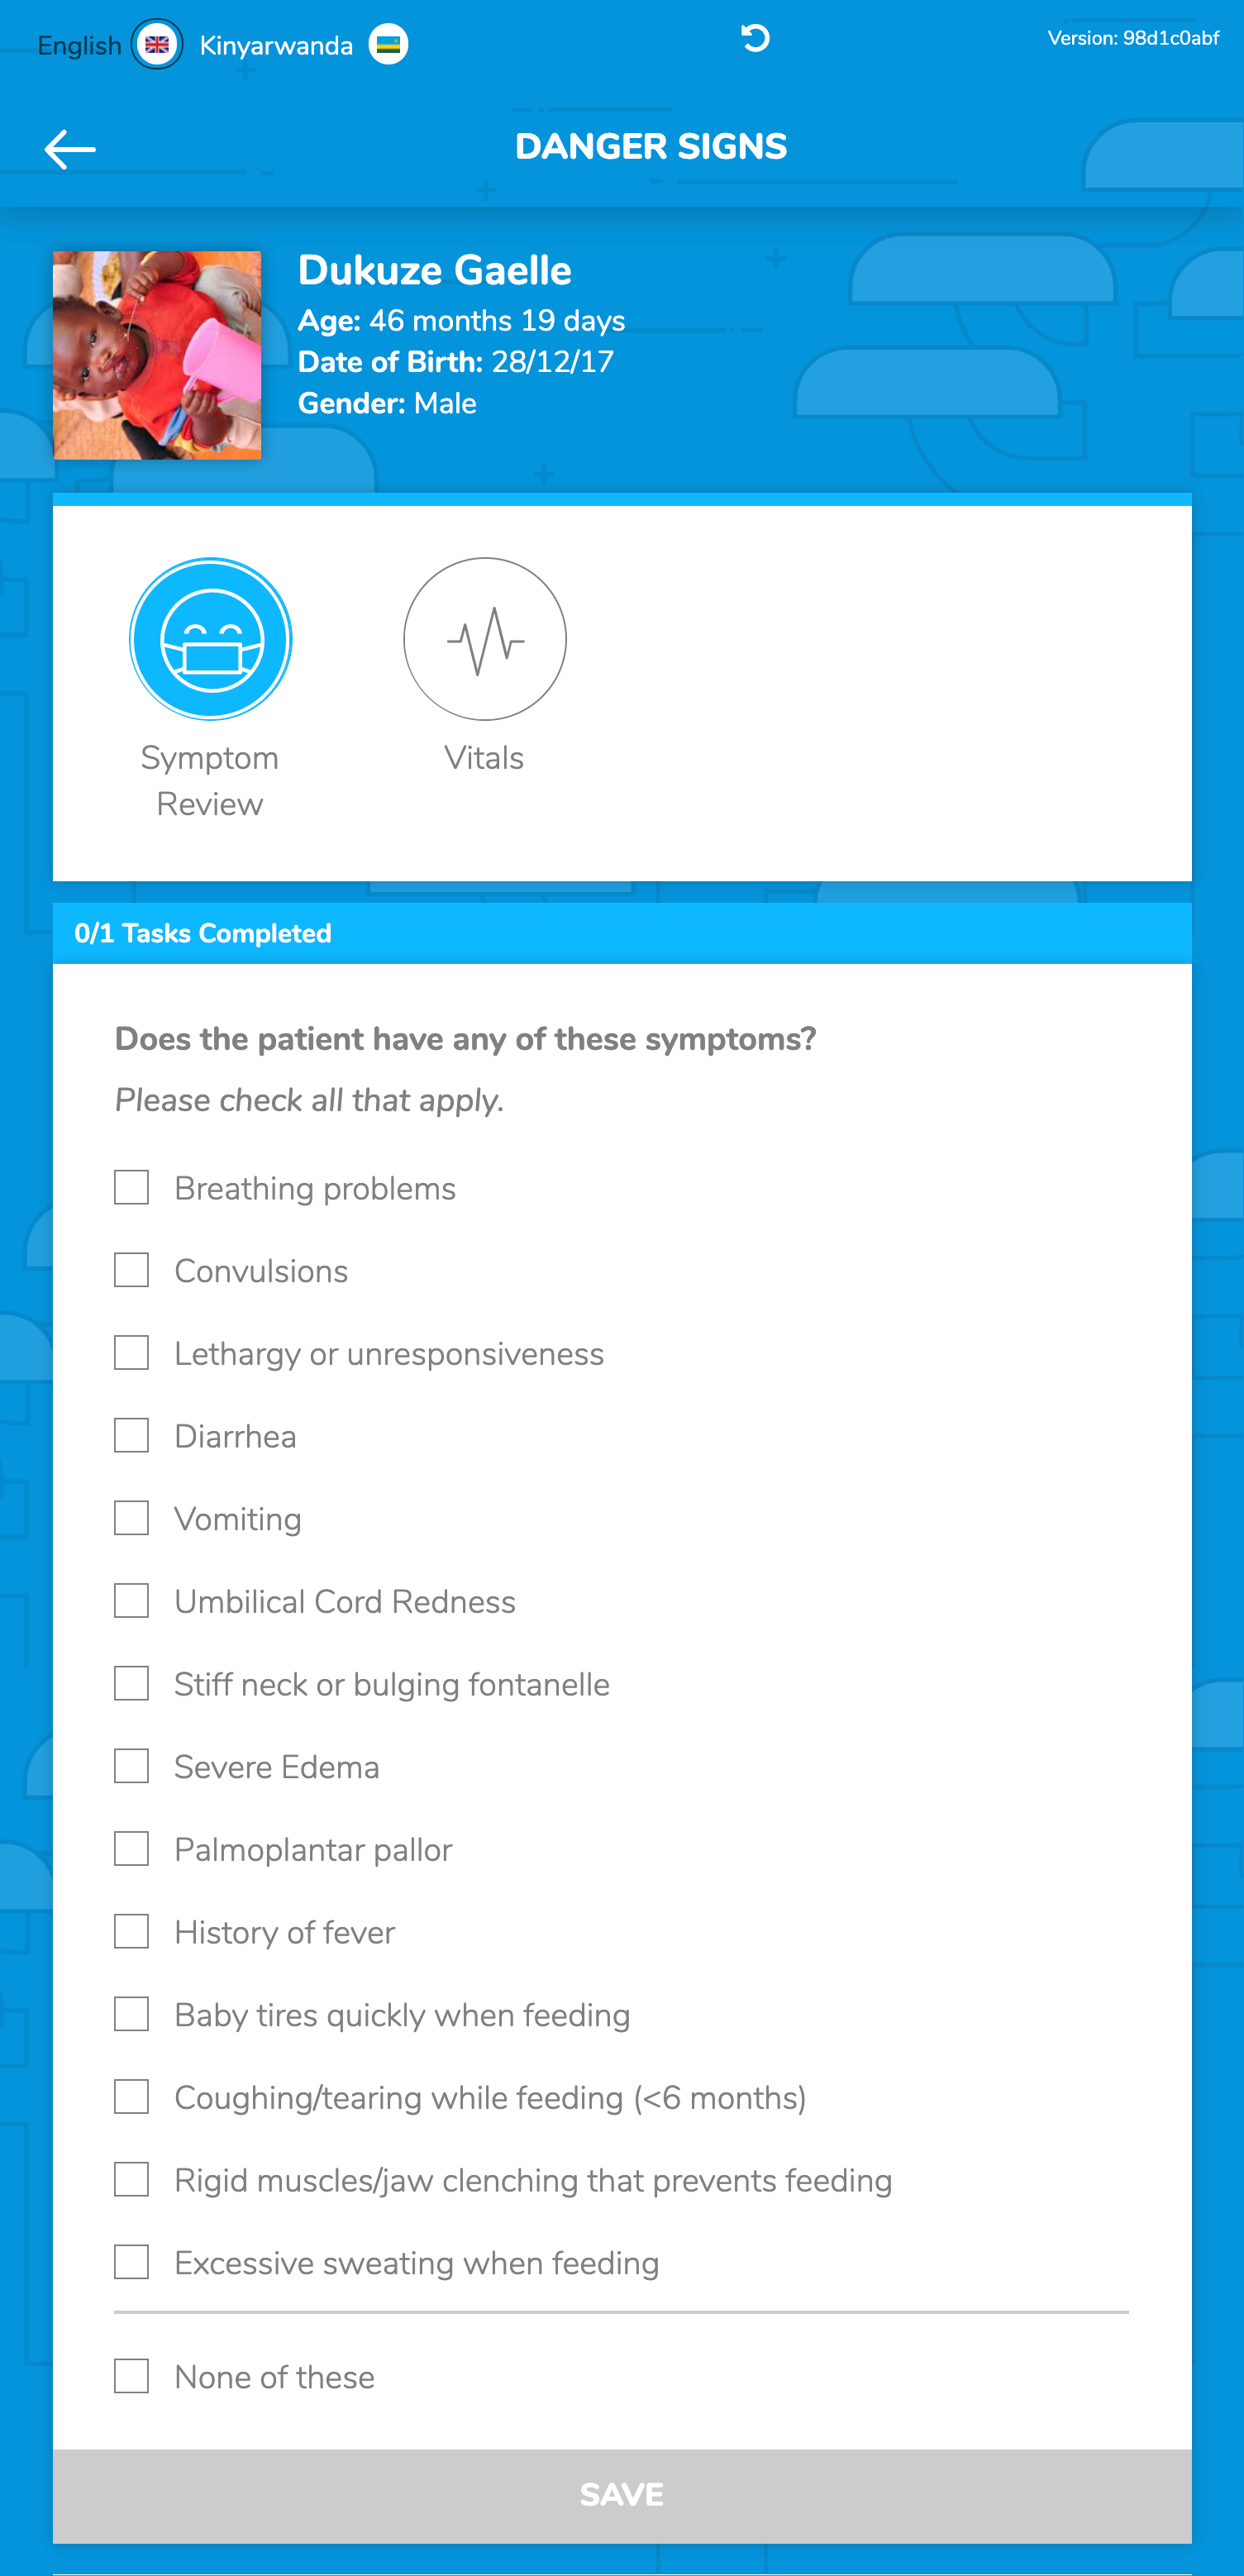 English Kinyarwanda Version: 98d1c0abf
DANGER SIGNS
Dukuze Gaelle
Age: 46 months 19 days
Date of Birth: 28/12/17
Gender: Male
Symptom Review
Vitals
0/1 Tasks Completed
Does the patient have any of these symptoms?
Please check all that apply.
Breathing problems
Convulsions
Lethargy or unresponsiveness
Diarrhea
Vomiting
Umbilical Cord Redness
Stiff neck or bulging fontanelle
Severe Edema
Palmoplantar pallor
History of fever
Baby tires quickly when feeding
Coughing/tearing while feeding (<6 months)
Rigid muscles/jaw clenching that prevents feeding
Excessive sweating when feeding
None of these
SAVE